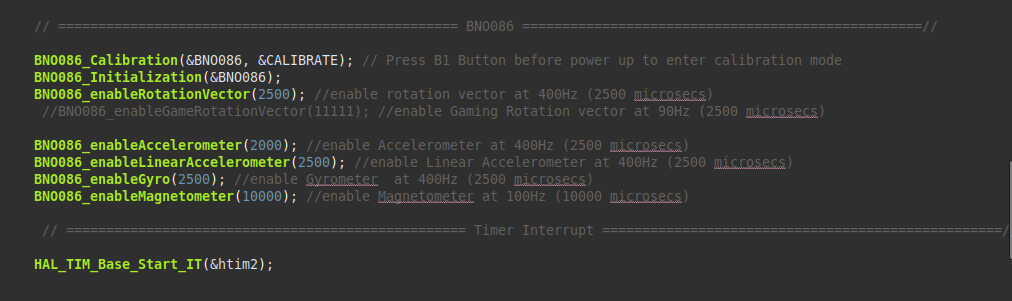 // ================================================== BNO086 ==================================================//
BNO086_Calibration(&BNO086, &CALIBRATE); // Press B1 Button before power up to enter calibration mode
BNO086_Initialization(&BNO086);
BNO086_enableRotationVector(2500); //enable rotation vector at 400Hz (2500 microsecs)
//BNO086_enableGameRotationVector(11111); //enable Gaming Rotation vector at 90Hz (2500 microsecs)
BNO086_enableAccelerometer(2000); //enable Accelerometer at 400Hz (2500 microsecs)
BNO086_enableLinearAccelerometer(2500); //enable Linear Accelerometer at 400Hz (2500 microsecs)
BNO086_enableGyro(2500); //enable Gyrometer  at 400Hz (2500 microsecs)
BNO086_enableMagnetometer(10000); //enable Magnetometer at 100Hz (10000 microsecs)
// ================================================== Timer Interrupt ==================================================/
HAL_TIM_Base_Start_IT(&htim2);